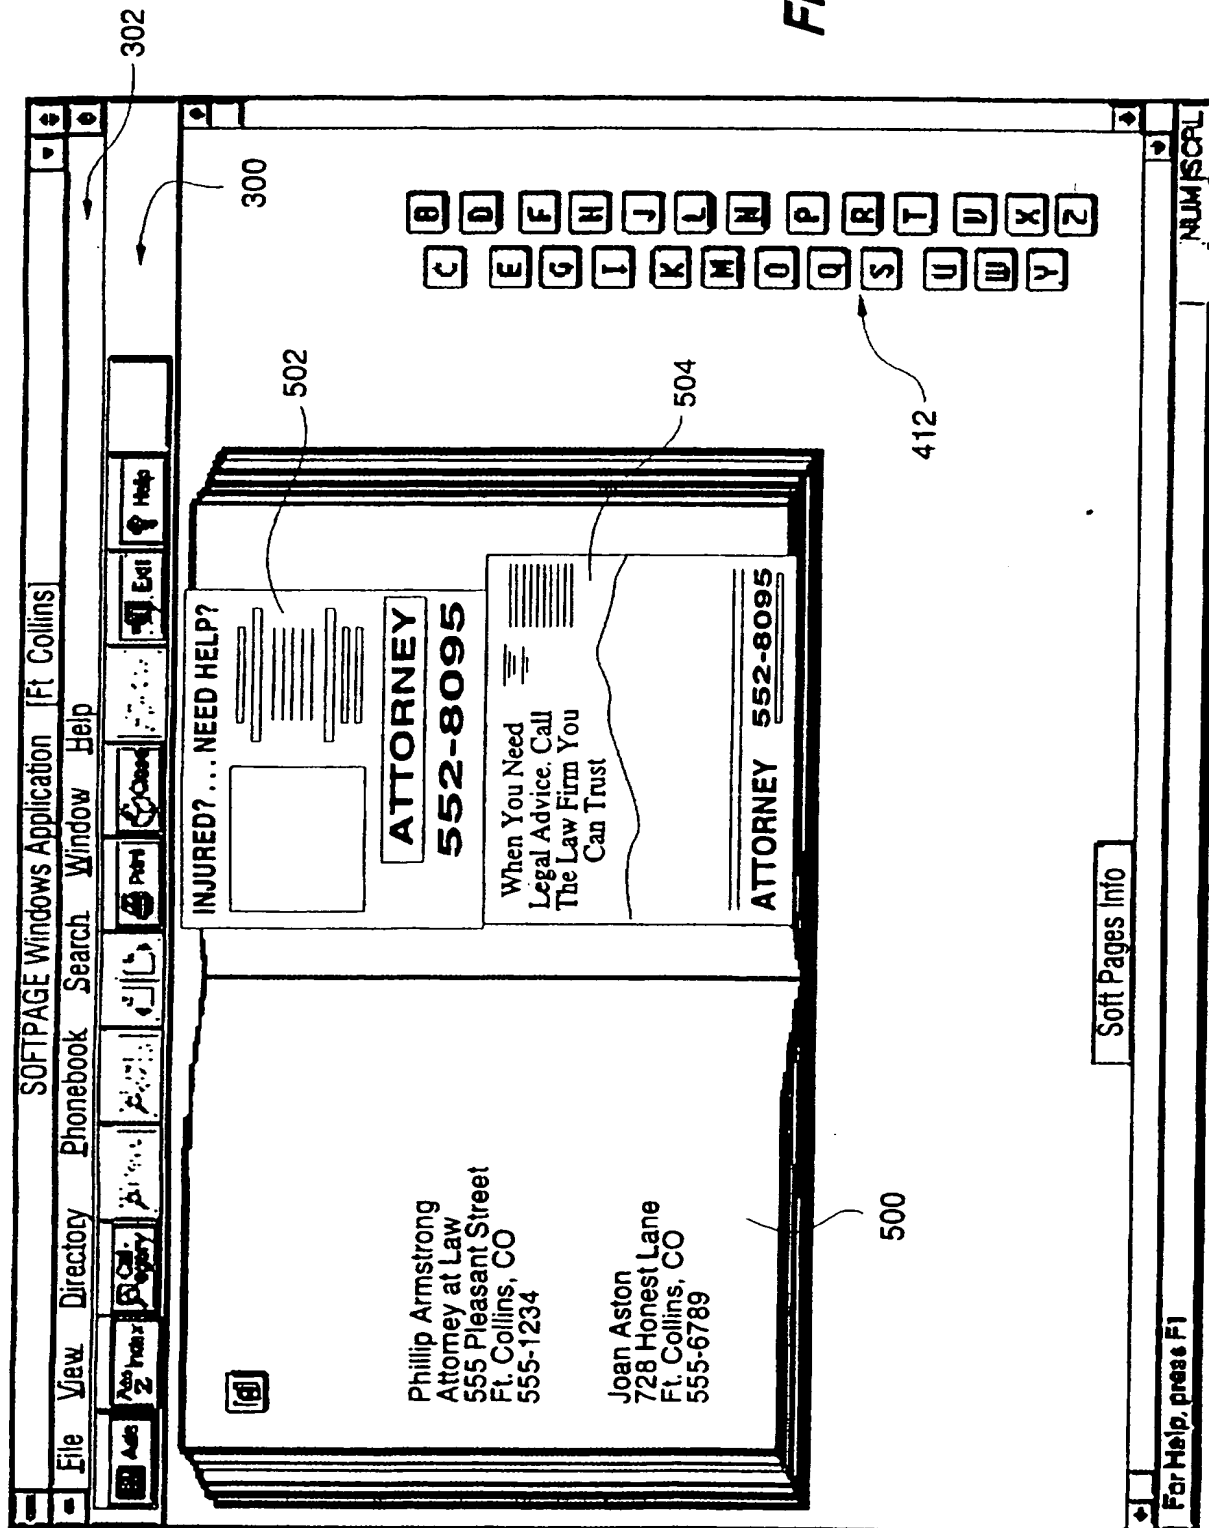 302
SOFTPAGE Windows Application [Ft Collins]
File View Directory Phonebook Search Window Help
Ads Index Print Close Exit Help
300
A
INJURED?... NEED HELP?
502
ATTORNEY
552-8095
When You Need
Legal Advice. Call
The Law Firm You
Can Trust
504
ATTORNEY 552-8095
Phillip Armstrong
Attorney at Law
555 Pleasant Street
Ft. Collins, CO
555-1234
Joan Aston
728 Honest Lane
Ft. Collins, CO
555-6789
500
B D F H J L N P R T V X Z
C E G I K M O Q S U W Y
412
Soft Pages Info
For Help, press F1
NUM SCRL